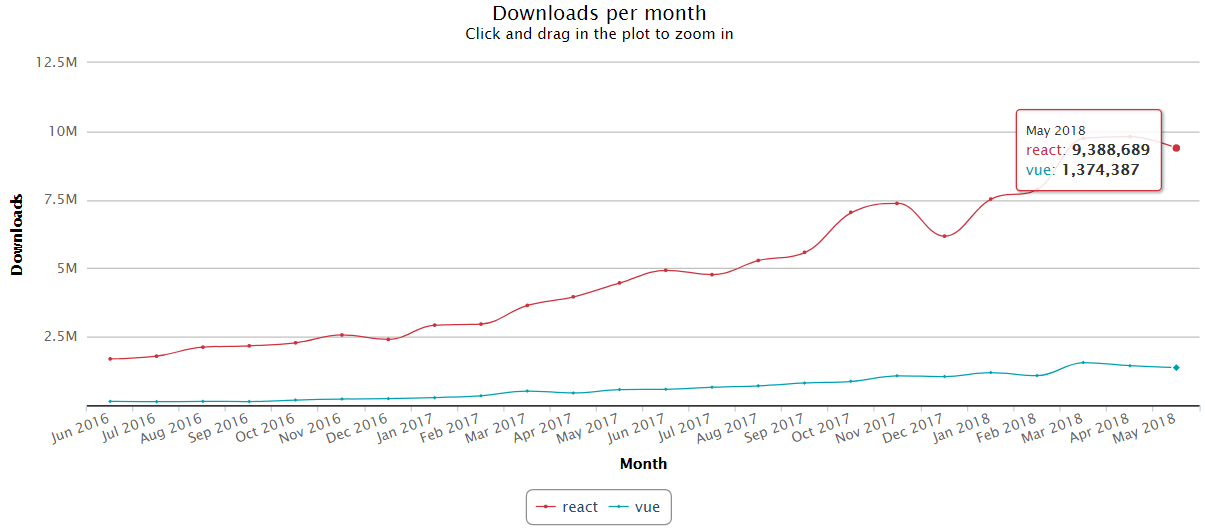 Downloads per month
Click and drag in the plot to zoom in
12.5M
10M
7.5M
5M
2.5M
Downloads
May 2018
react: 9,388,689
vue: 1,374,387
Jun 2016
Jul 2016
Aug 2016
Sep 2016
Oct 2016
Nov 2016
Dec 2016
Jan 2017
Feb 2017
Mar 2017
Apr 2017
May 2017
Jun 2017
Jul 2017
Aug 2017
Sep 2017
Oct 2017
Nov 2017
Dec 2017
Jan 2018
Feb 2018
Mar 2018
Apr 2018
May 2018
Month
react vue